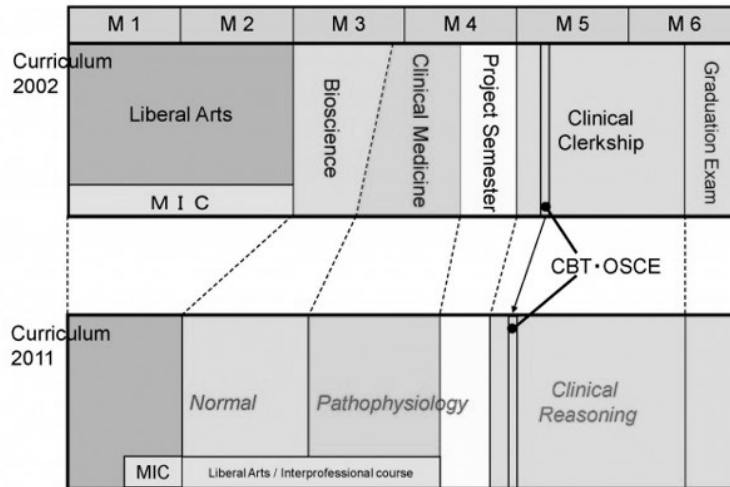 M 1
M 2
M 3
M 4
M 5
M 6
Curriculum
2002
Liberal Arts
M I C
Bioscience
Clinical Medicine
Project Semester
Clinical
Clerkship
Graduation Exam
CBT・OSCE
Curriculum
2011
Normal
Pathophysiology
Clinical
Reasoning
MIC
Liberal Arts / Interprofessional course